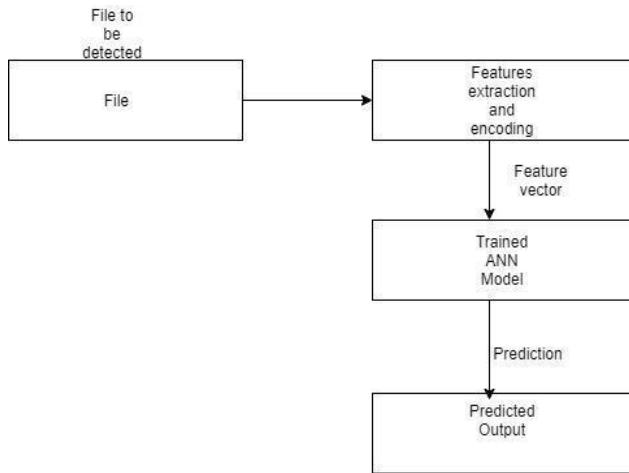 File to
be
detected
File
Features
extraction
and
encoding
Feature
vector
Trained
ANN
Model
Prediction
Predicted
Output